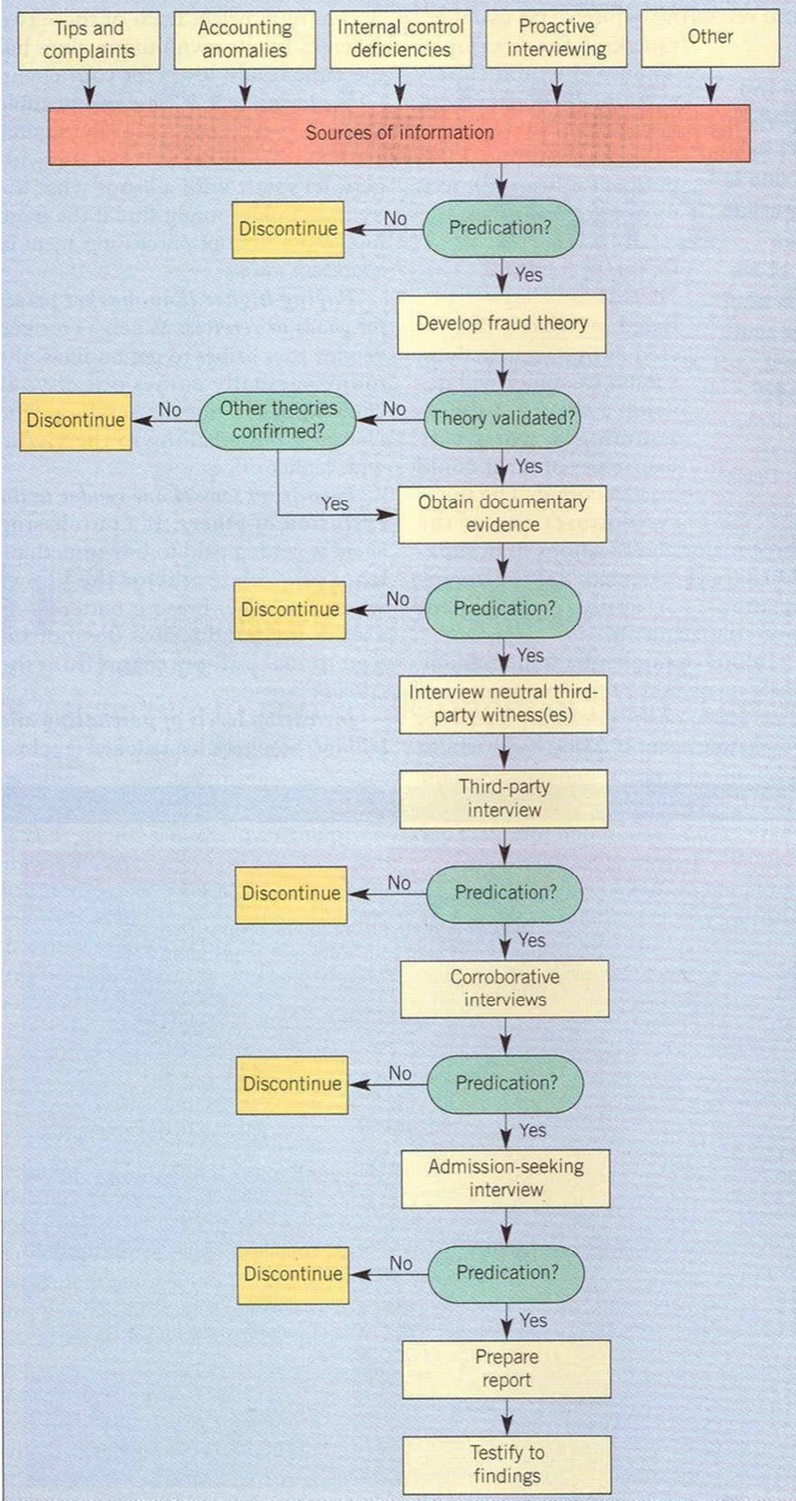 Tips and
complaints
Accounting
anomalies
Internal control
deficiencies
Proactive
interviewing
Other
Sources of information
Discontinue
No
Predication?
Yes
Develop fraud theory
Discontinue
No
Other theories
confirmed?
No
Theory validated?
Yes
Yes
Obtain documentary
evidence
Discontinue
No
Predication?
Yes
Interview neutral third-
party witness(es)
Third-party
interview
Discontinue
No
Predication?
Yes
Corroborative
interviews
Discontinue
No
Predication?
Yes
Admission-seeking
interview
Discontinue
No
Predication?
Yes
Prepare
report
Testify to
findings